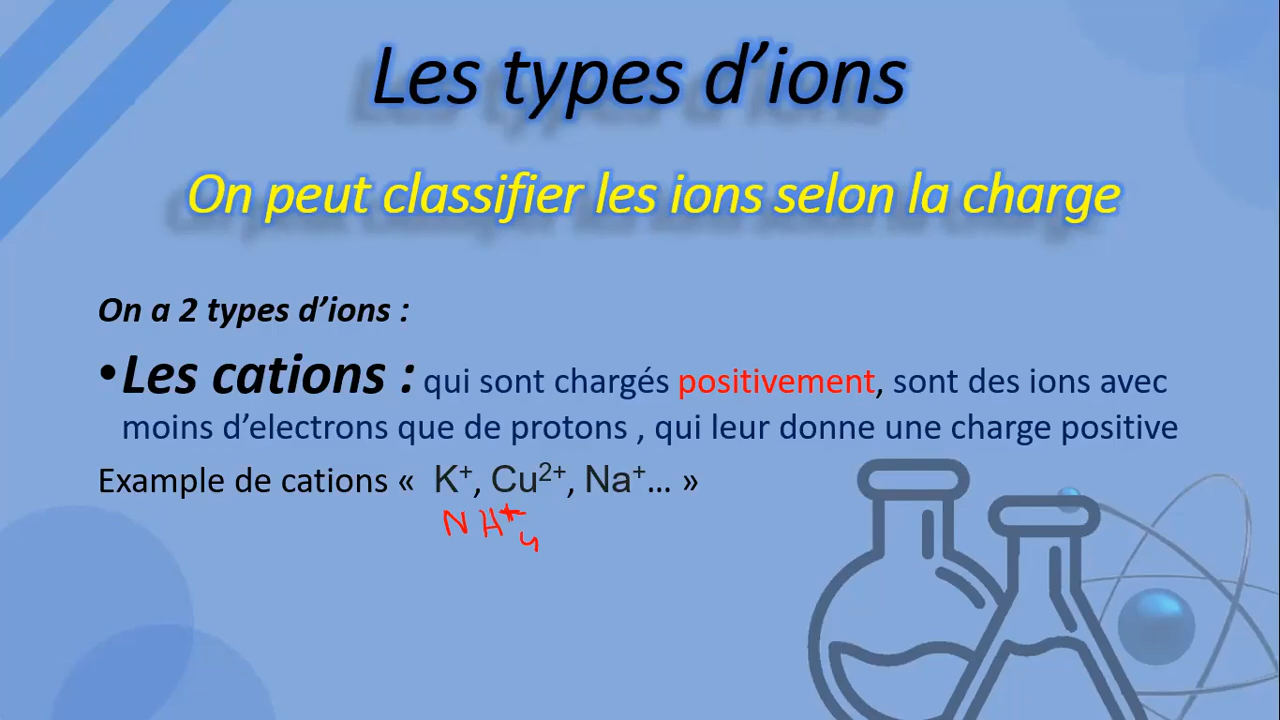 Les types d’ions
On peut classifier les ions selon la charge
On a 2 types d’ions :
•Les cations : qui sont chargés positivement, sont des ions avec
moins d’electrons que de protons , qui leur donne une charge positive
Example de cations « K⁺, Cu²⁺, Na⁺... »
NH₄⁺